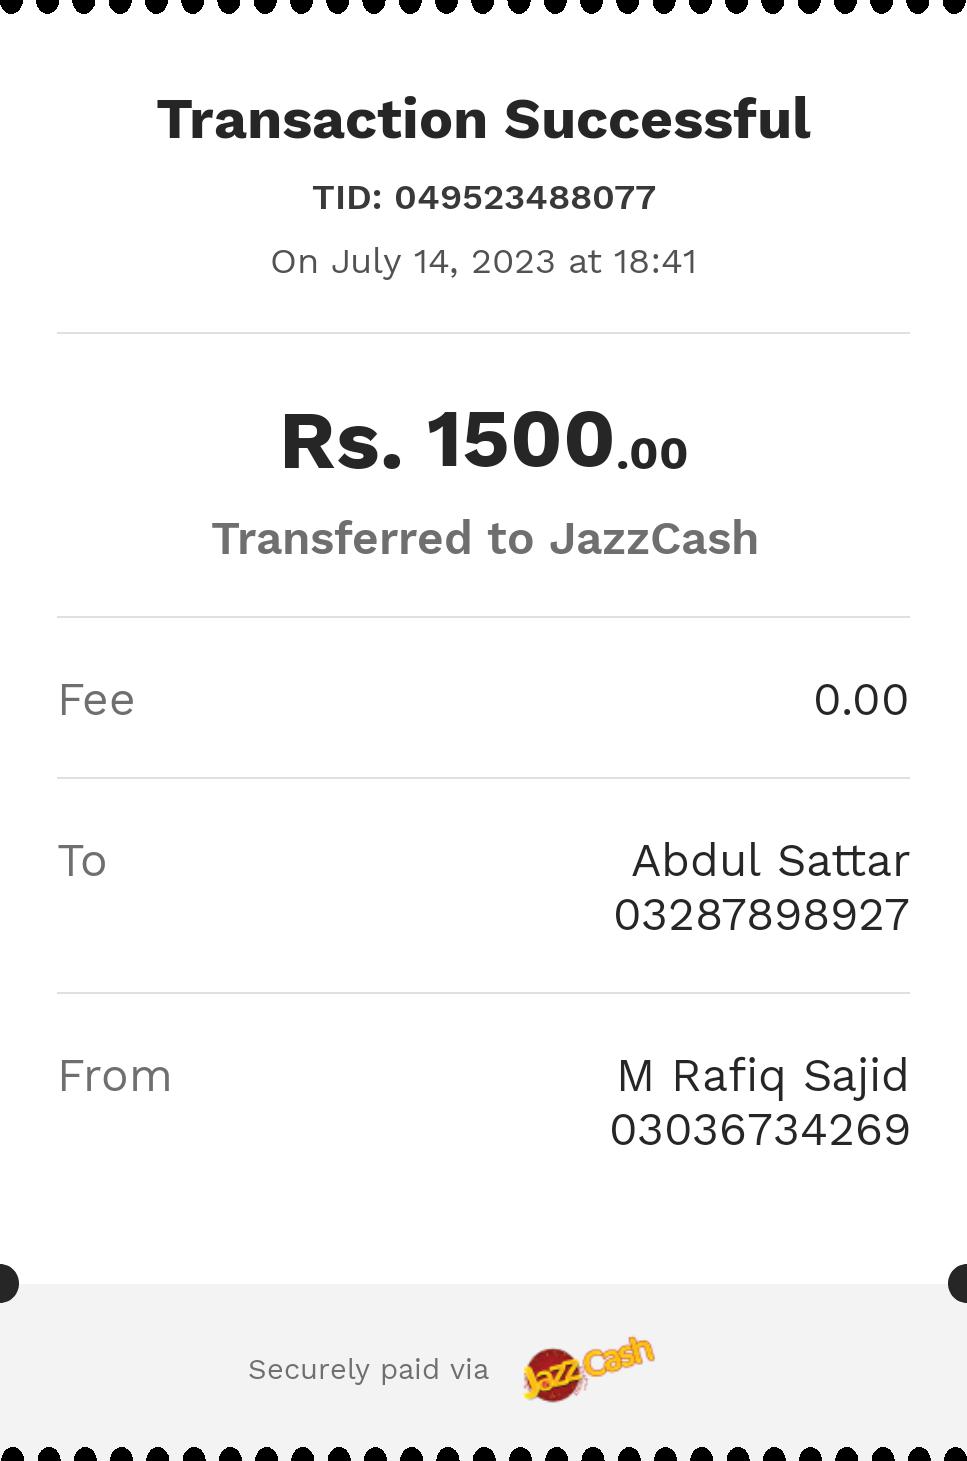 Transaction Successful
TID: 049523488077
On July 14, 2023 at 18:41
Rs. 1500.00
Transferred to JazzCash
Fee 0.00
To Abdul Sattar
03287898927
From M Rafiq Sajid
03036734269
Securely paid via JazzCash